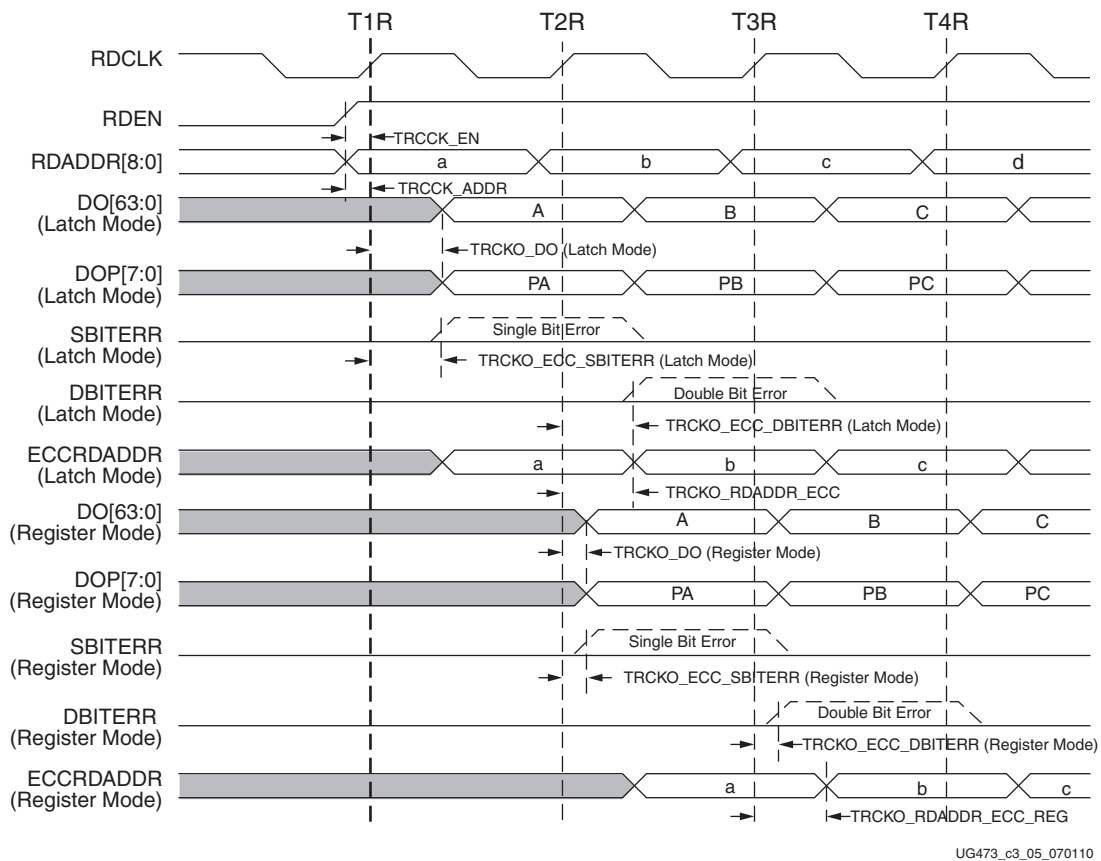 T1R T2R T3R T4R
RDCLK
RDEN
TRCCK_EN
RDADDR[8:0] a b c d
TRCCK_ADDR
DO[63:0]
(Latch Mode)
A B C
TRCKO_DO (Latch Mode)
DOP[7:0]
(Latch Mode)
PA PB PC
SBITERR
(Latch Mode)
Single Bit Error
TRCKO_ECC_SBITERR (Latch Mode)
DBITERR
(Latch Mode)
Double Bit Error
TRCKO_ECC_DBITERR (Latch Mode)
ECCRDADDR
(Latch Mode)
a b c
TRCKO_RDADDR_ECC
DO[63:0]
(Register Mode)
A B C
TRCKO_DO (Register Mode)
DOP[7:0]
(Register Mode)
PA PB PC
SBITERR
(Register Mode)
Single Bit Error
TRCKO_ECC_SBITERR (Register Mode)
DBITERR
(Register Mode)
Double Bit Error
TRCKO_ECC_DBITERR (Register Mode)
ECCRDADDR
(Register Mode)
a b c
TRCKO_RDADDR_ECC_REG
UG473_c3_05_070110